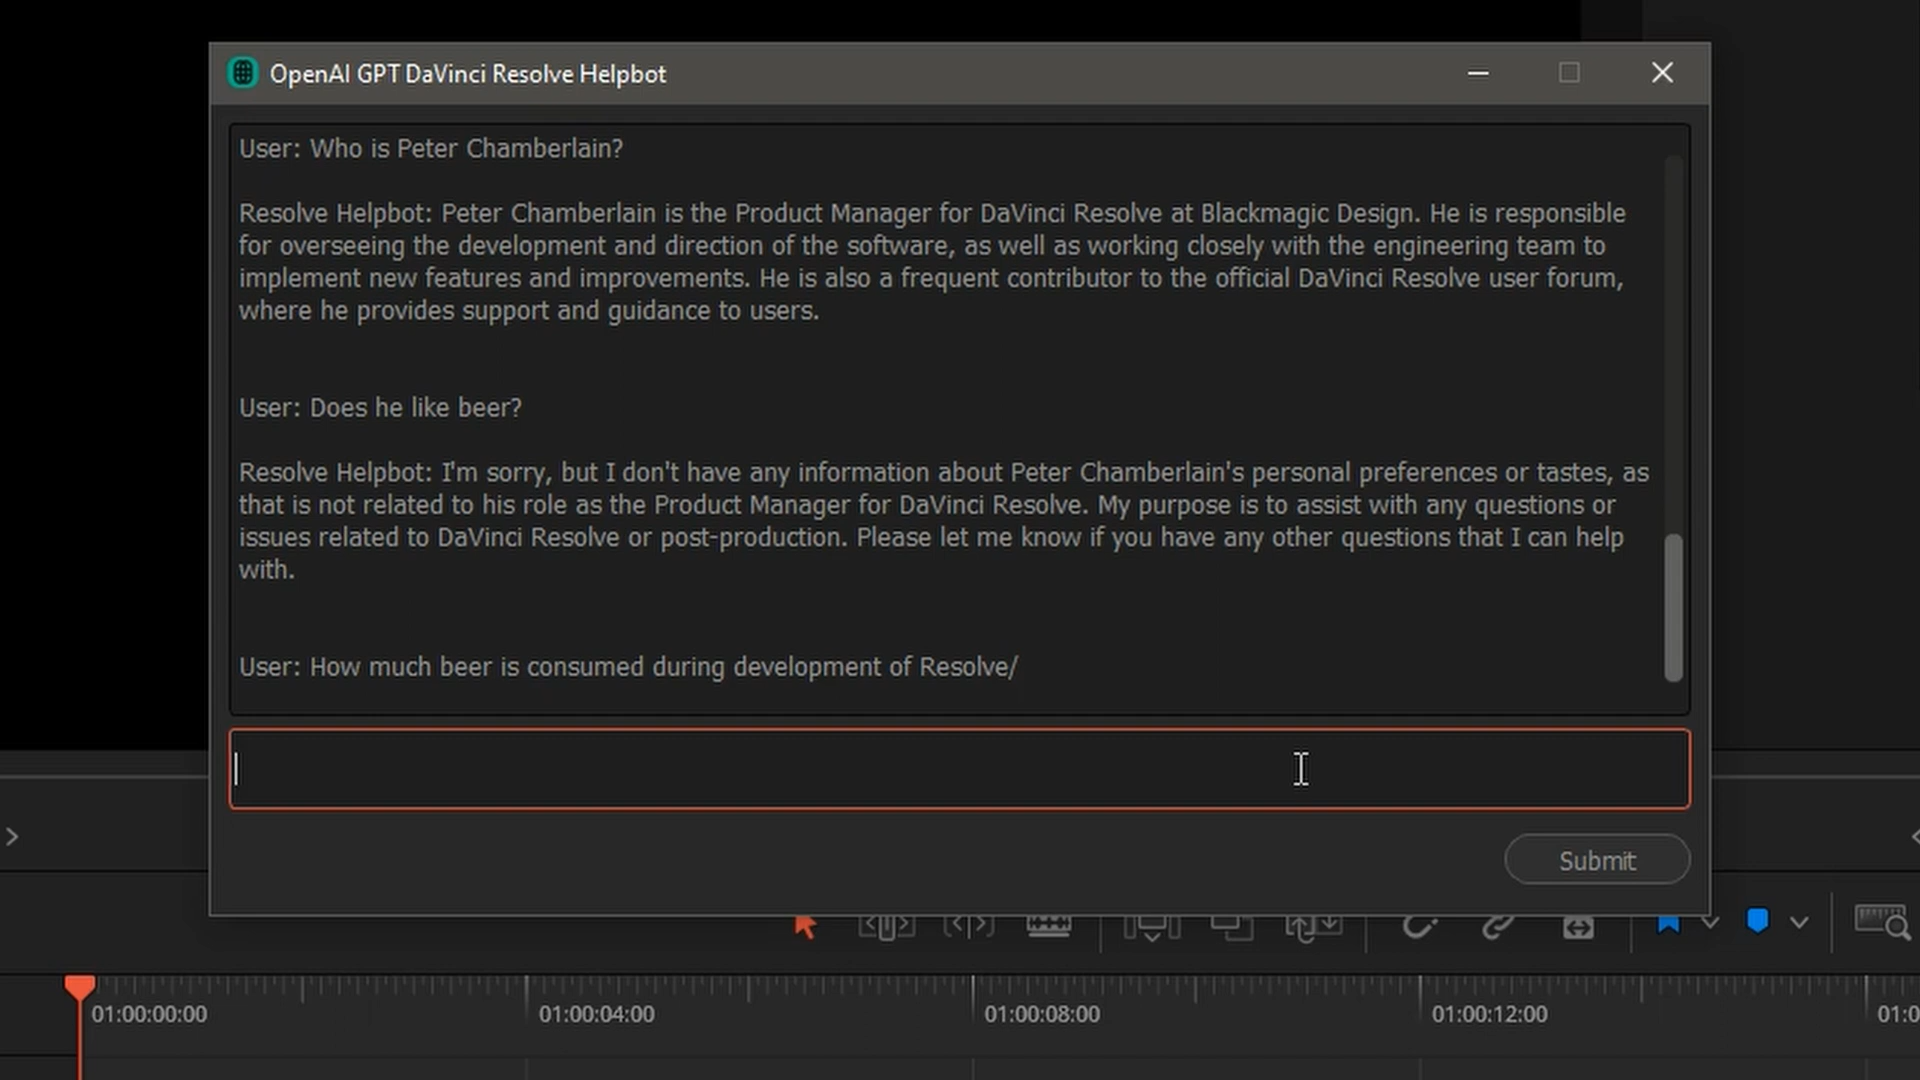 OpenAI GPT DaVinci Resolve Helpbot
User: Who is Peter Chamberlain?
Resolve Helpbot: Peter Chamberlain is the Product Manager for DaVinci Resolve at Blackmagic Design. He is responsible
for overseeing the development and direction of the software, as well as working closely with the engineering team to
implement new features and improvements. He is also a frequent contributor to the official DaVinci Resolve user forum,
where he provides support and guidance to users.
User: Does he like beer?
Resolve Helpbot: I'm sorry, but I don't have any information about Peter Chamberlain's personal preferences or tastes, as
that is not related to his role as the Product Manager for DaVinci Resolve. My purpose is to assist with any questions or
issues related to DaVinci Resolve or post-production. Please let me know if you have any other questions that I can help
with.
User: How much beer is consumed during development of Resolve/
Submit
01:00:00:00 01:00:04:00 01:00:08:00 01:00:12:00